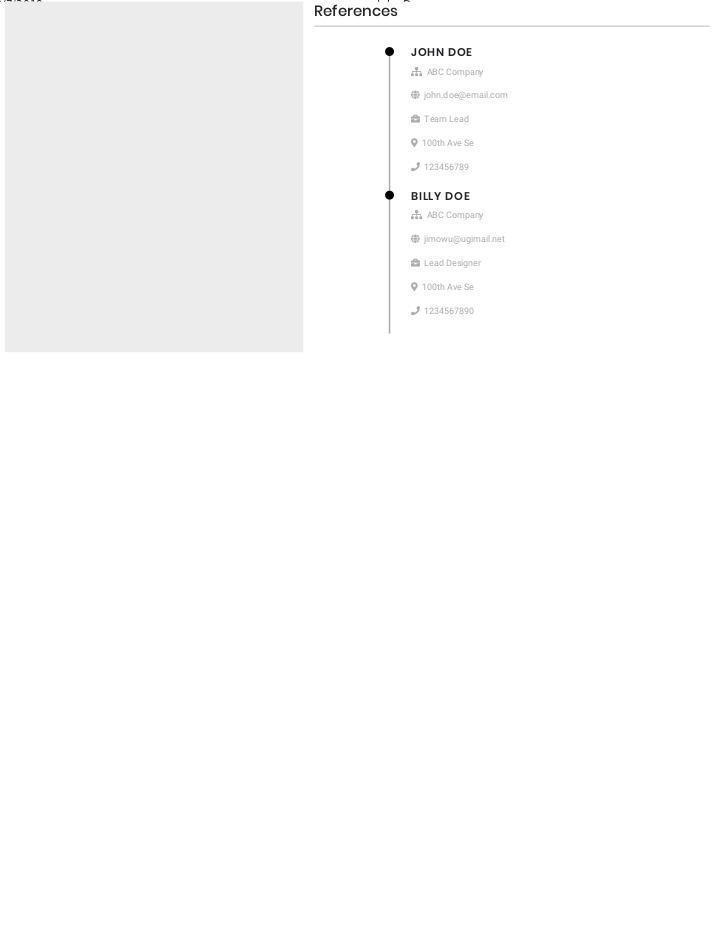 References
JOHN DOE
ABC Company
john.doe@email.com
Team Lead
100th Ave Se
123456789
BILLY DOE
ABC Company
jimowu@ugimail.net
Lead Designer
100th Ave Se
1234567890